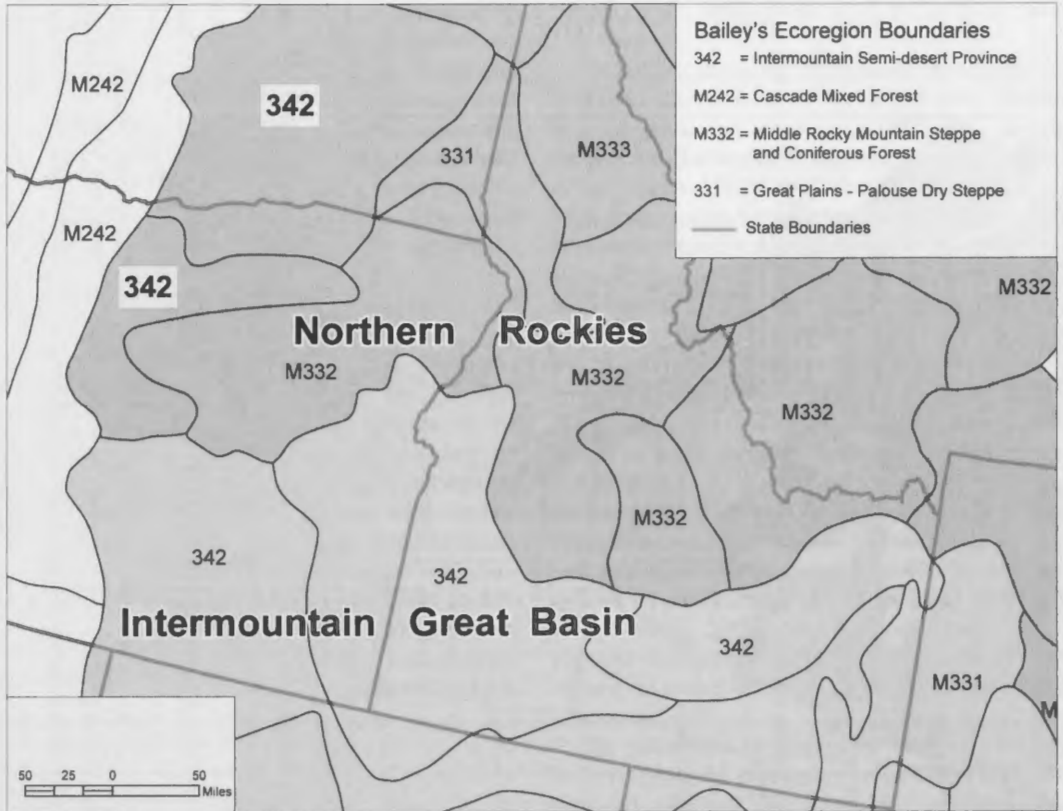 Bailey's Ecoregion Boundaries
342 = Intermountain Semi-desert Province
M242 = Cascade Mixed Forest
M332 = Middle Rocky Mountain Steppe
and Coniferous Forest
331 = Great Plains - Palouse Dry Steppe
State Boundaries
M242
342
331
M333
M242
342
M332
Northern Rockies
M332
M332
M332
M332
342
342
Intermountain Great Basin
342
M331
M
50 25 0 50
Miles